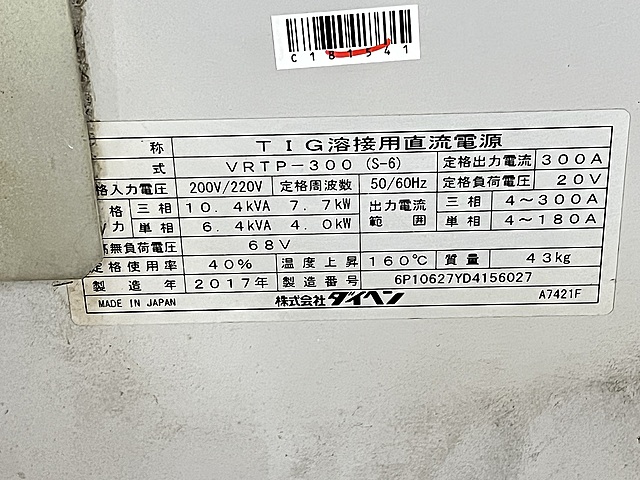 C181541
称 TIG溶接用直流電源
式 VRTP-300 (S-6) 定格出力電流 300A
格入力電圧 200V/220V 定格周波数 50/60Hz 定格負荷電圧 20V
格 三相 10.4kVA 7.7kW 出力電流 三相 4～300A
力 単相 6.4kVA 4.0kW 範囲 単相 4～180A
高無負荷電圧 68V
定格使用率 40% 温度上昇 160℃ 質量 43kg
製造年 2017年 製造番号 6P10627YD4156027
MADE IN JAPAN 株式会社ダイヘン A7421F